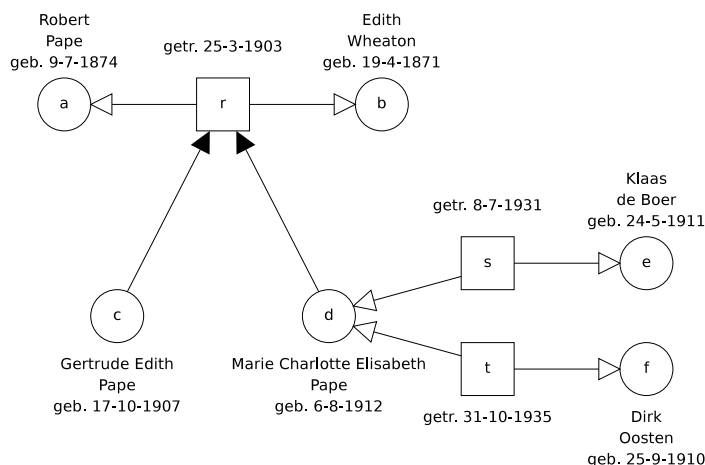 Robert
Pape
geb. 9-7-1874
getr. 25-3-1903
Edith
Wheaton
geb. 19-4-1871
a
r
b
Klaas
de Boer
geb. 24-5-1911
getr. 8-7-1931
s
e
c
d
Gertrude Edith
Pape
geb. 17-10-1907
Marie Charlotte Elisabeth
Pape
geb. 6-8-1912
t
f
getr. 31-10-1935
Dirk
Oosten
geb. 25-9-1910